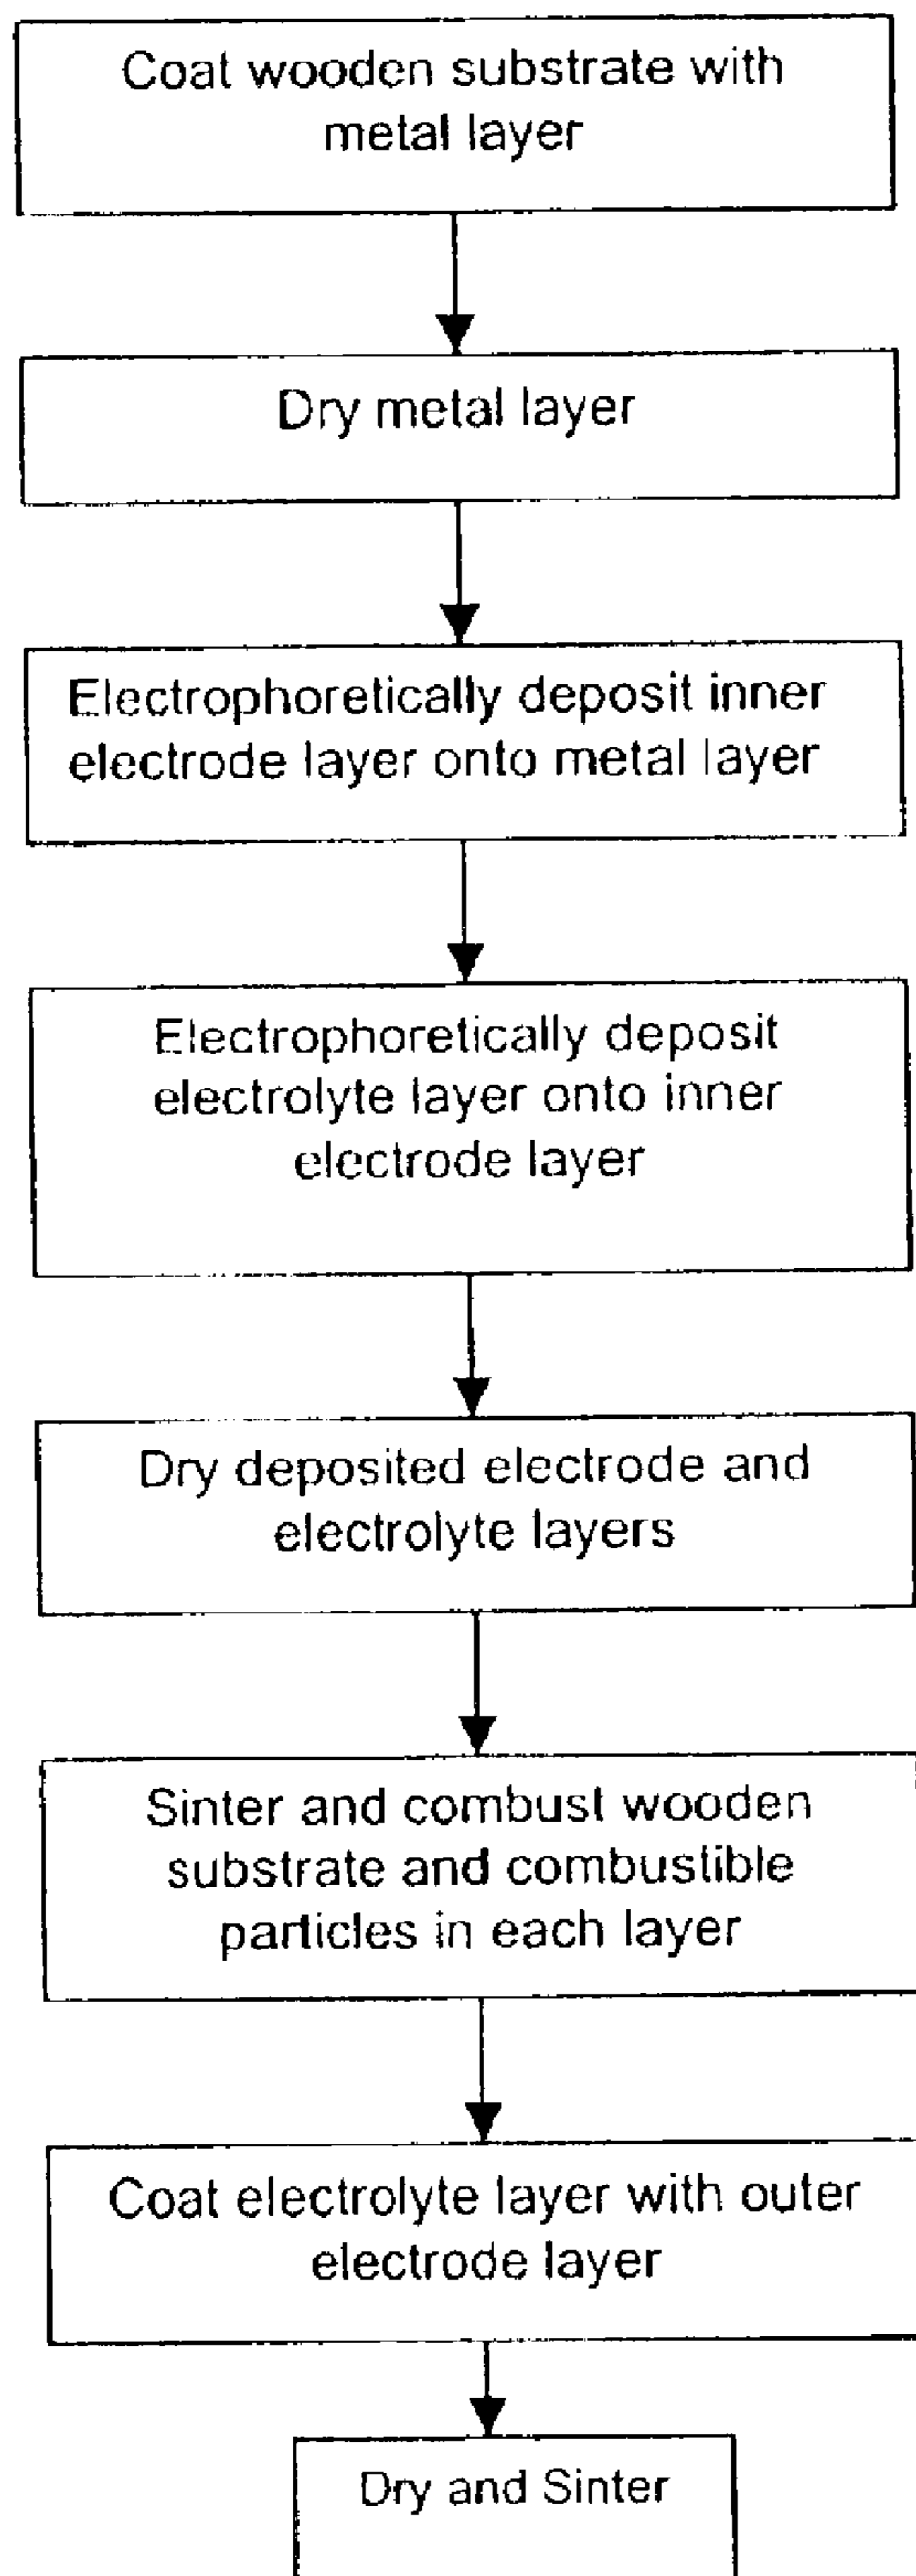 Coat wooden substrate with
metal layer
Dry metal layer
Electrophoretically deposit inner
electrode layer onto metal layer
Electrophoretically deposit
electrolyte layer onto inner
electrode layer
Dry deposited electrode and
electrolyte layers
Sinter and combust wooden
substrate and combustible
particles in each layer
Coat electrolyte layer with outer
electrode layer
Dry and Sinter